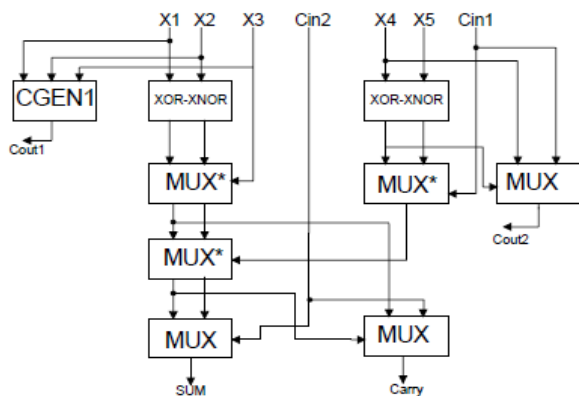 X1 X2 X3 Cin2 X4 X5 Cin1
CGEN1 XOR-XNOR XOR-XNOR
Cout1
MUX* MUX* MUX
Cout2
MUX*
MUX MUX
SUM Carry